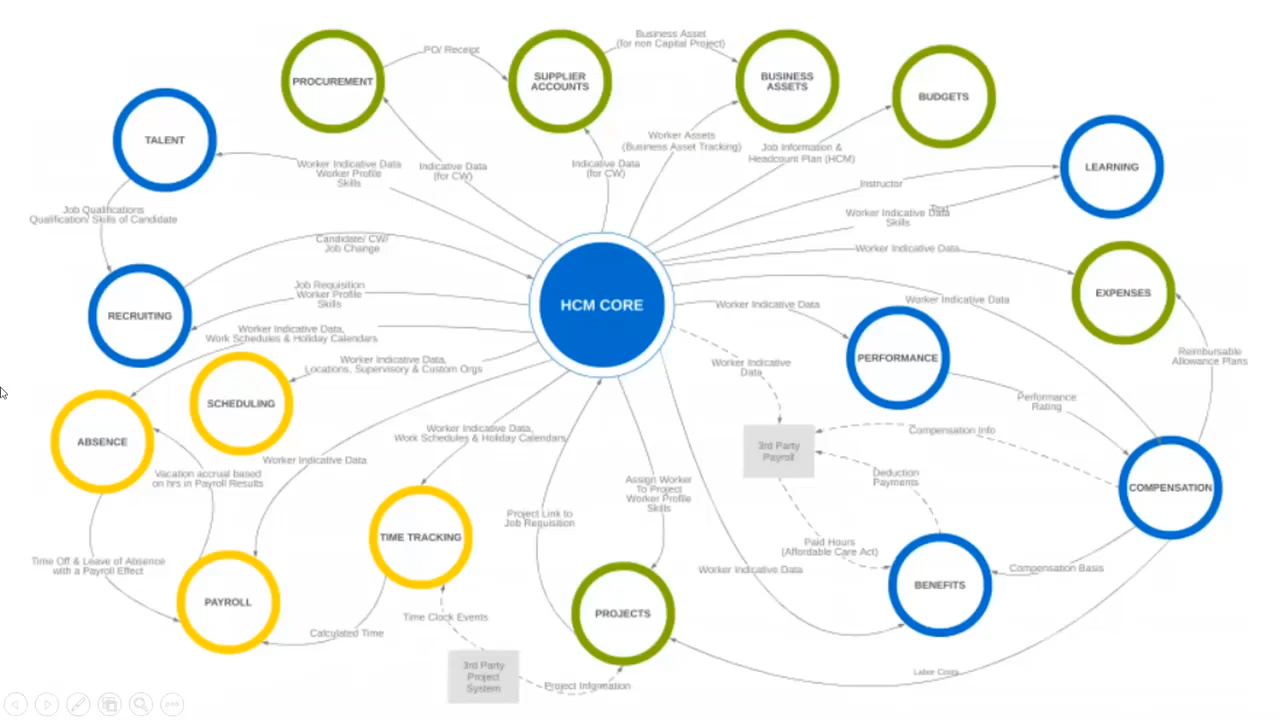 PROCUREMENT
PO/ Receipt
SUPPLIER
ACCOUNTS
Business Asset
(for non Capital Project)
BUSINESS
ASSETS
BUDGETS
TALENT
Worker Indicative Data
Worker Profile
Skills
Indicative Data
(for CW)
Indicative Data
(for CW)
Worker Assets
(Business Asset Tracking)
Job Information &
Headcount Plan (HCM)
LEARNING
Instructor
Text
Worker Indicative Data
Skills
Job Qualifications
Qualification/ Skills of Candidate
Candidate/ CW/
Job Change
Worker Indicative Data
EXPENSES
RECRUITING
Job Requisition
Worker Profile
Skills
HCM CORE
Worker Indicative Data
Worker Indicative Data
Worker Indicative Data,
Work Schedules & Holiday Calendars
Worker Indicative Data,
Locations, Supervisory & Custom Orgs
PERFORMANCE
Worker Indicative
Data
Reimbursable
Allowance Plans
SCHEDULING
Performance
Rating
ABSENCE
Worker Indicative Data,
Work Schedules & Holiday Calendars
3rd Party
Payroll
Compensation Info
Worker Indicative Data
Vacation accrual based
on hrs in Payroll Results
Assign Worker
To Project
Worker Profile
Skills
Deduction
Payments
COMPENSATION
Project Link to
Job Requisition
TIME TRACKING
Paid Hours
(Affordable Care Act)
Time Off & Leave of Absence
with a Payroll Effect
Worker Indicative Data
BENEFITS
Compensation Basis
PAYROLL
Time Clock Events
PROJECTS
Calculated Time
3rd Party
Project
System
Project Information
Labor Costs